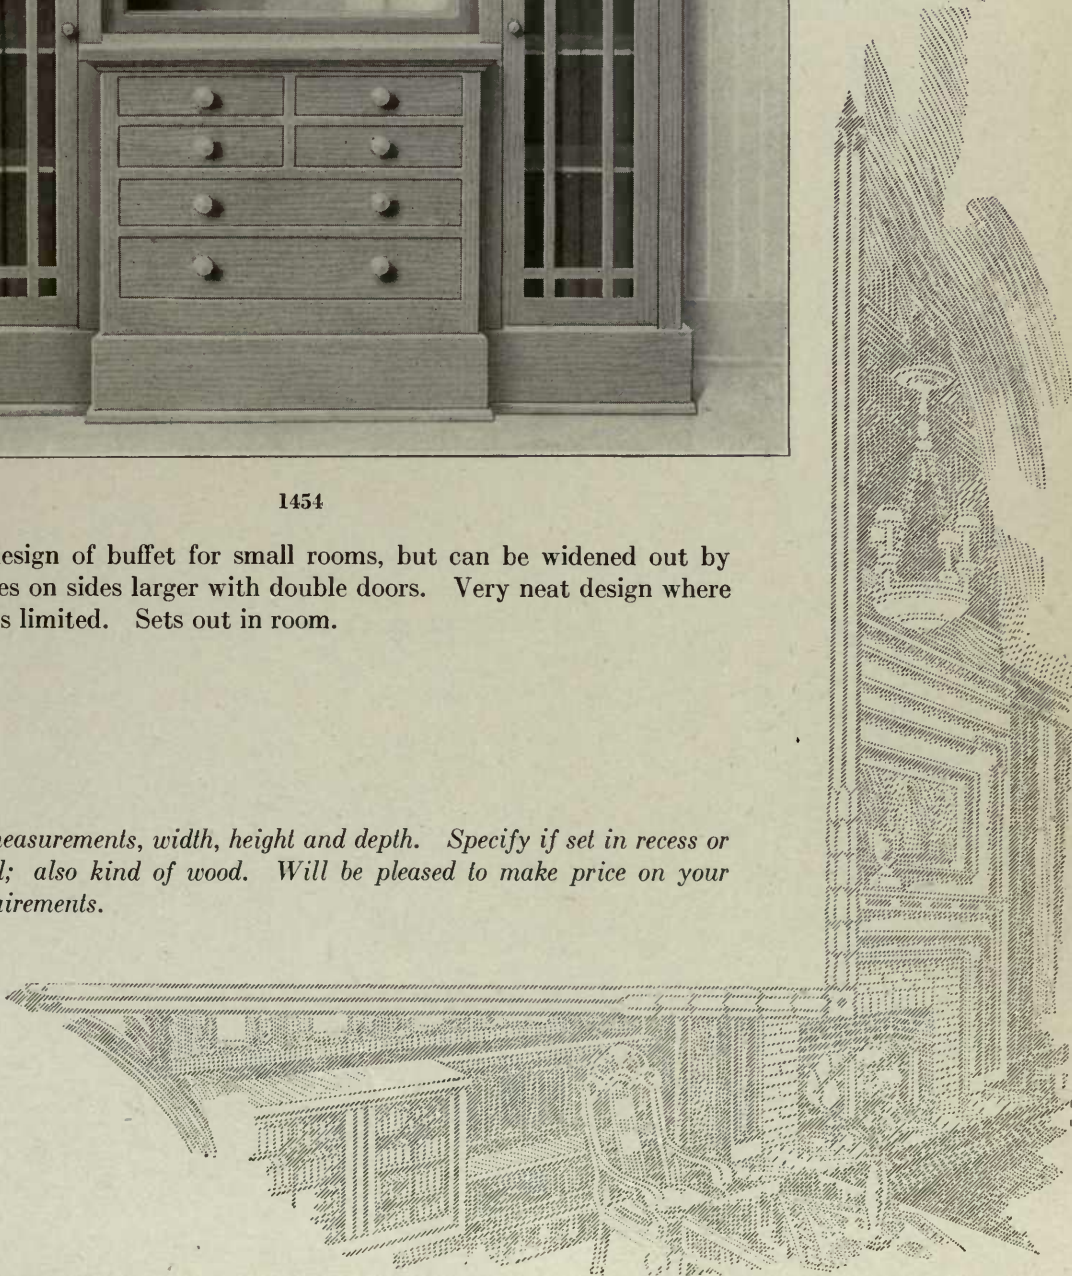 1454
esign of buffet for small rooms, but can be widened out by
es on sides larger with double doors. Very neat design where
s limited. Sets out in room.
easurements, width, height and depth. Specify if set in recess or
; also kind of wood. Will be pleased to make price on your
irements.